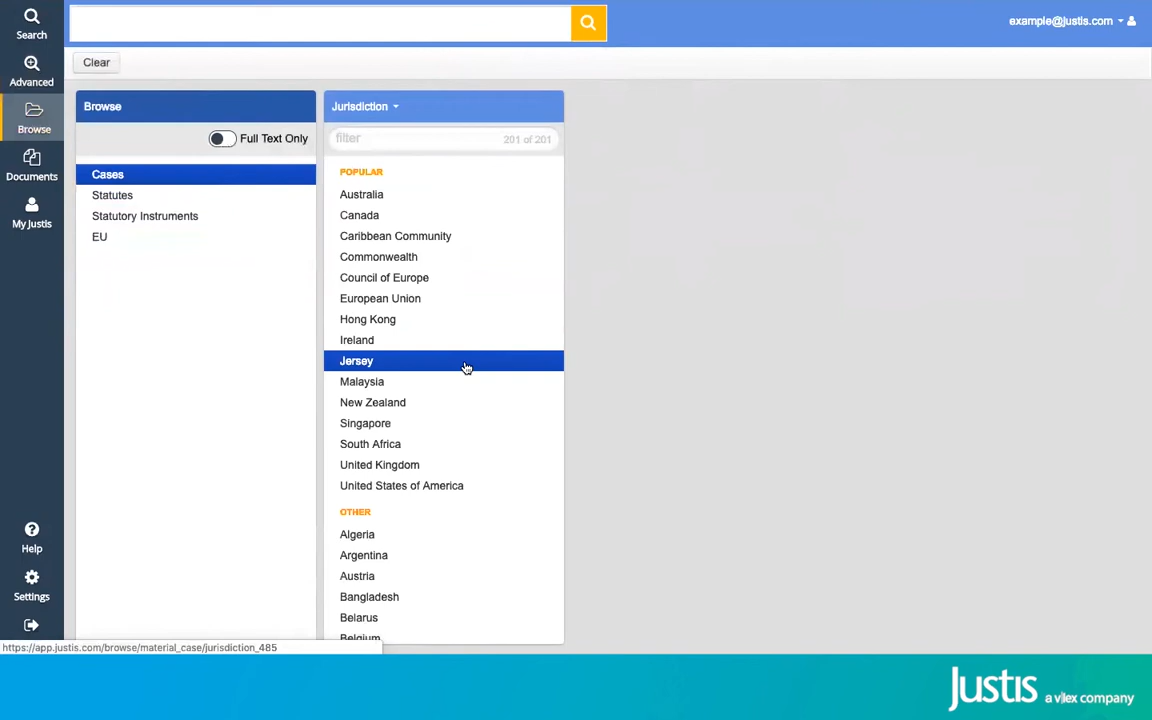 Search
Advanced
Browse
Documents
My Justis
Help
Settings
example@justis.com
Clear
Browse
Full Text Only
Cases
Statutes
Statutory Instruments
EU
Jurisdiction
filter
201 of 201
POPULAR
Australia
Canada
Caribbean Community
Commonwealth
Council of Europe
European Union
Hong Kong
Ireland
Jersey
Malaysia
New Zealand
Singapore
South Africa
United Kingdom
United States of America
OTHER
Algeria
Argentina
Austria
Bangladesh
Belarus
Belgium
https://app.justis.com/browse/material_case/jurisdiction_485
Justis a vlex company